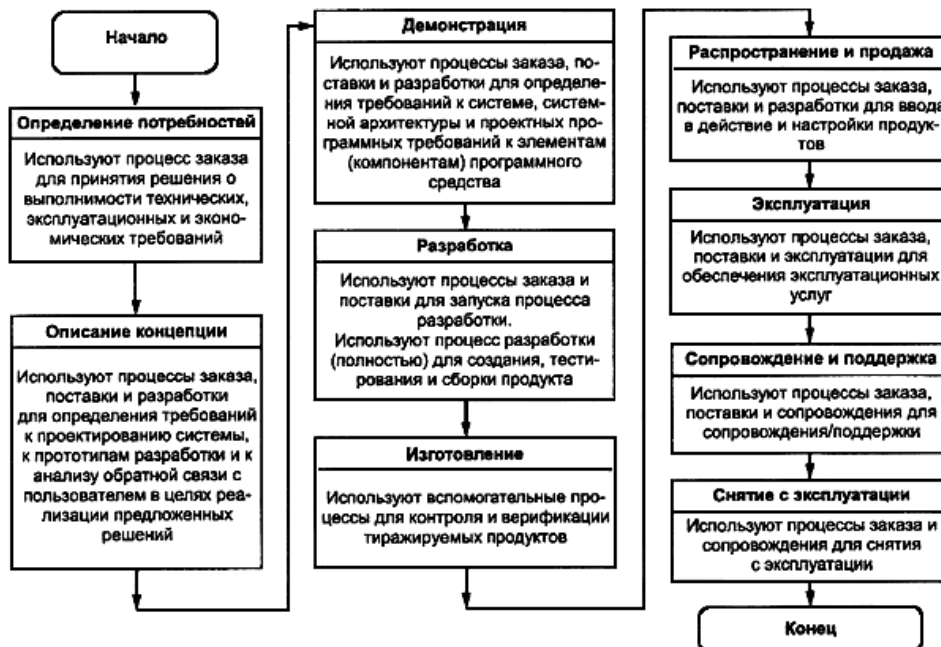 Начало
Определение потребностей
Используют процесс заказа
для принятия решения о
выполнимости технических,
эксплуатационных и эконо-
мических требований
Описание концепции
Используют процессы заказа,
поставки и разработки
для определения требований
к проектированию системы,
к прототипам разработки и к
анализу обратной связи с
пользователем в целях реа-
лизации предложенных
решений
Демонстрация
Используют процессы заказа, по-
ставки и разработки для определе-
ния требований к системе, систем-
ной архитектуры и проектных про-
граммных требований к элементам
(компонентам) программного
средства
Разработка
Используют процессы заказа и
поставки для запуска процесса
разработки.
Используют процесс разработки
(полностью) для создания, тести-
рования и сборки продукта
Изготовление
Используют вспомогательные про-
цессы для контроля и верификации
тиражируемых продуктов
Распространение и продажа
Используют процессы заказа,
поставки и разработки для ввода
в действие и настройки продук-
тов
Эксплуатация
Используют процессы заказа,
поставки и эксплуатации для
обеспечения эксплуатационных
услуг
Сопровождение и поддержка
Используют процессы заказа,
поставки и сопровождения для
сопровождения/поддержки
Снятие с эксплуатации
Используют процессы заказа и
сопровождения для снятия
с эксплуатации
Конец